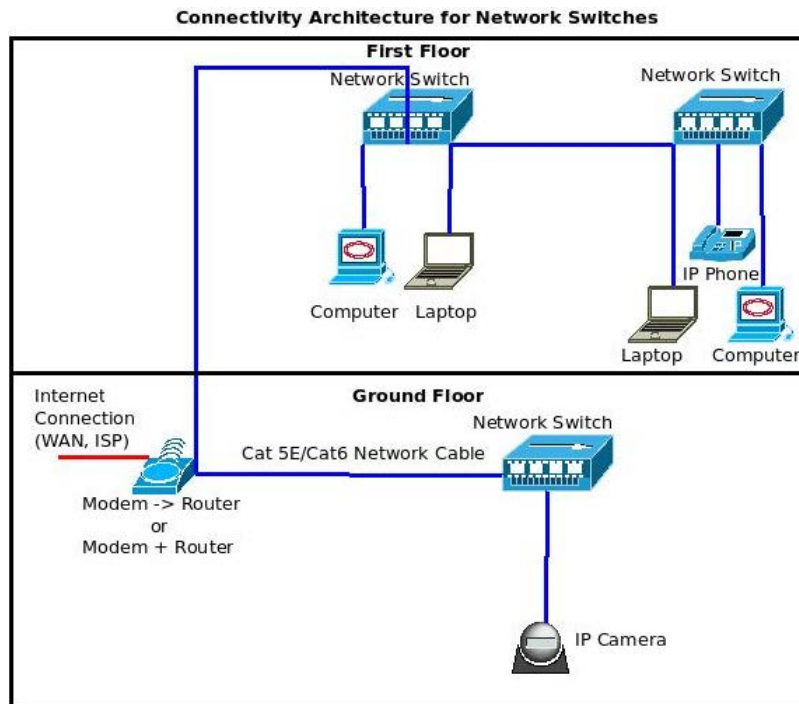 Connectivity Architecture for Network Switches
First Floor
Network Switch
Network Switch
IP
IP Phone
Computer
Laptop
Laptop
Computer
Internet
Connection
(WAN, ISP)
Ground Floor
Network Switch
Cat 5E/Cat6 Network Cable
Modem -> Router
or
Modem + Router
IP Camera